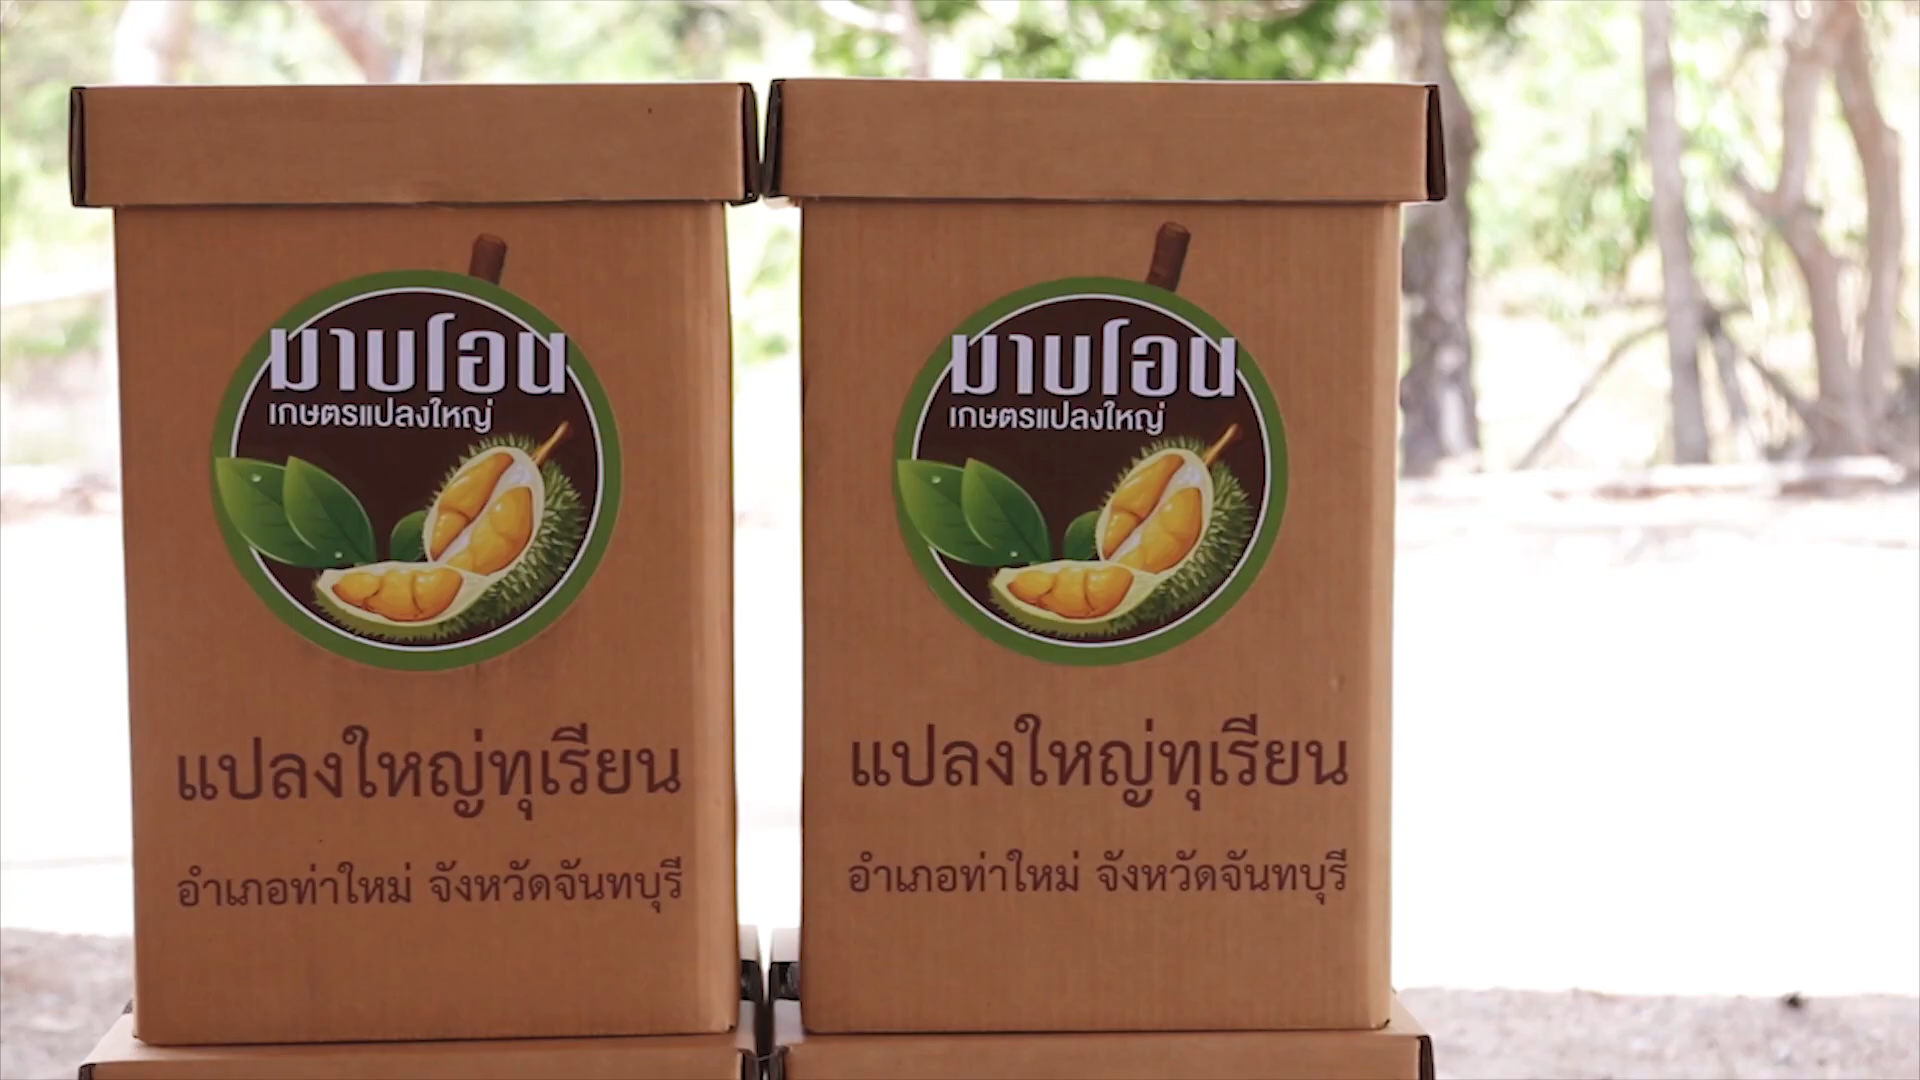 มาบโอน
เกษตรแปลงใหญ่
แปลงใหญ่ทุเรียน
อำเภอท่าใหม่ จังหวัดจันทบุรี
มาบโอน
เกษตรแปลงใหญ่
แปลงใหญ่ทุเรียน
อำเภอท่าใหม่ จังหวัดจันทบุรี